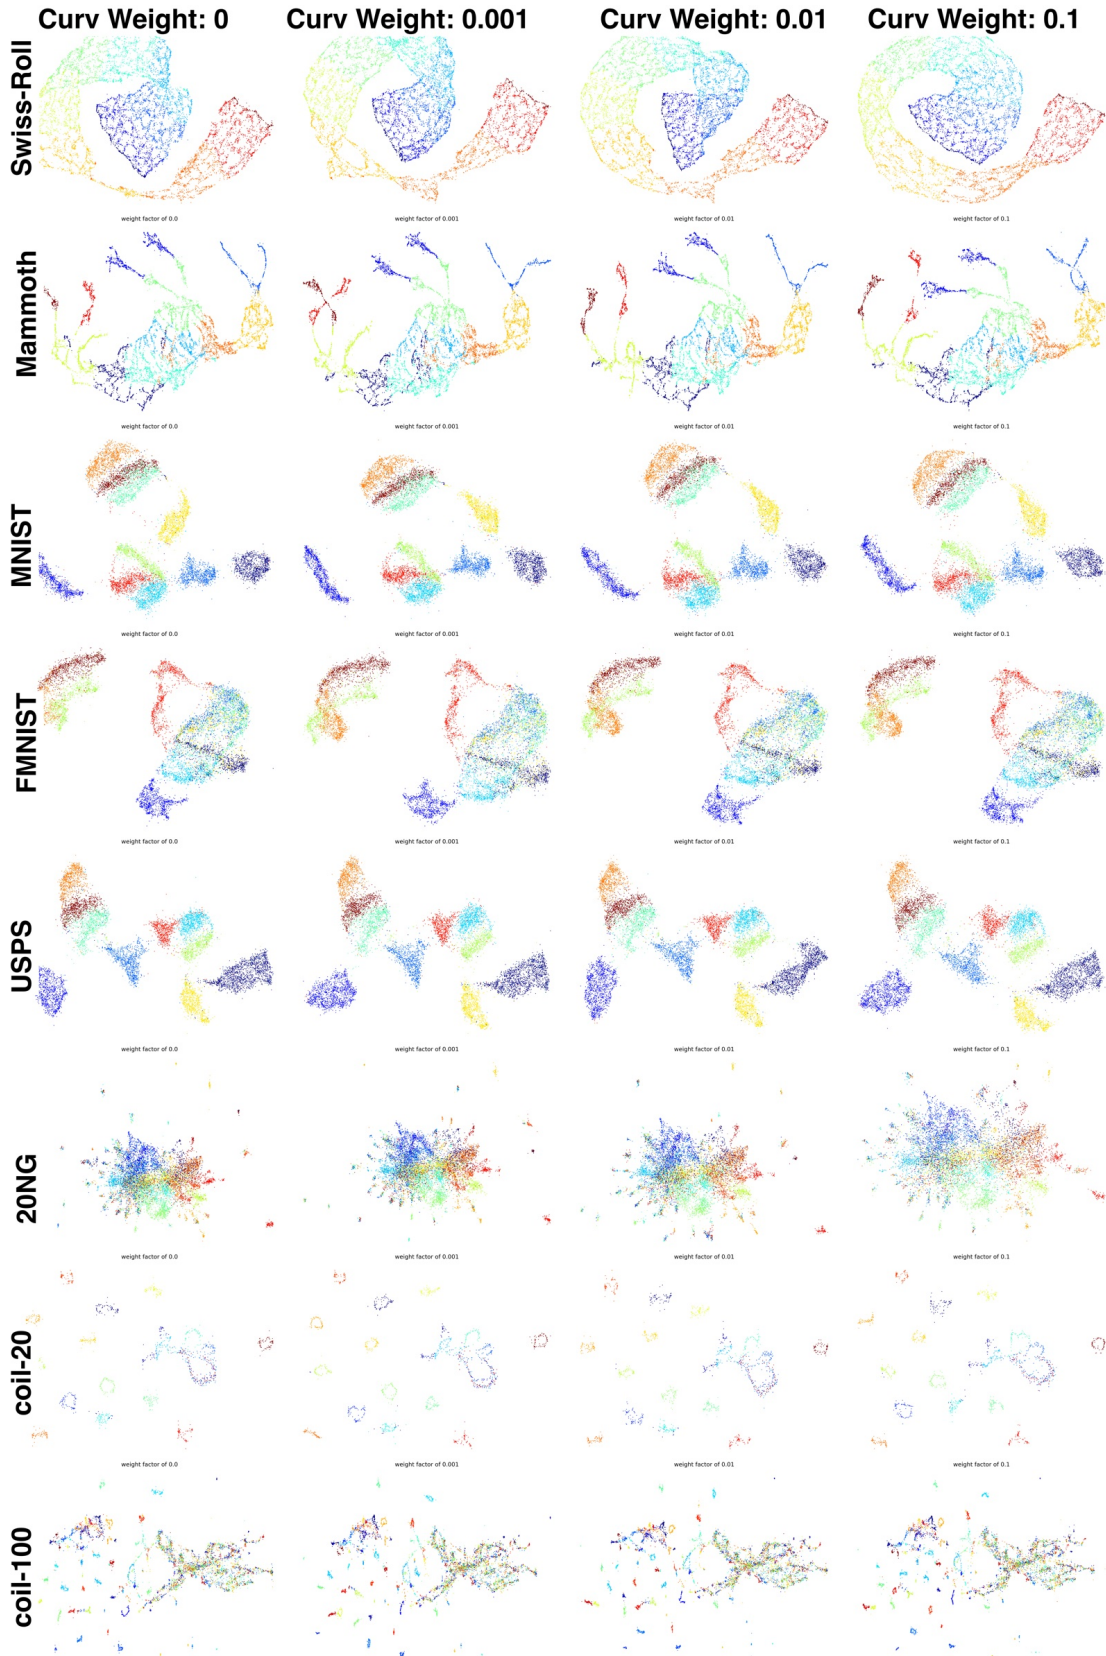 Curv Weight: 0 Curv Weight: 0.001 Curv Weight: 0.01 Curv Weight: 0.1
Swiss-Roll
weight factor of 0.0 weight factor of 0.001 weight factor of 0.01 weight factor of 0.1
Mammoth
weight factor of 0.0 weight factor of 0.001 weight factor of 0.01 weight factor of 0.1
MNIST
weight factor of 0.0 weight factor of 0.001 weight factor of 0.01 weight factor of 0.1
FMNIST
weight factor of 0.0 weight factor of 0.001 weight factor of 0.01 weight factor of 0.1
USPS
weight factor of 0.0 weight factor of 0.001 weight factor of 0.01 weight factor of 0.1
20NG
weight factor of 0.0 weight factor of 0.001 weight factor of 0.01 weight factor of 0.1
coil-20
weight factor of 0.0 weight factor of 0.001 weight factor of 0.01 weight factor of 0.1
coil-100